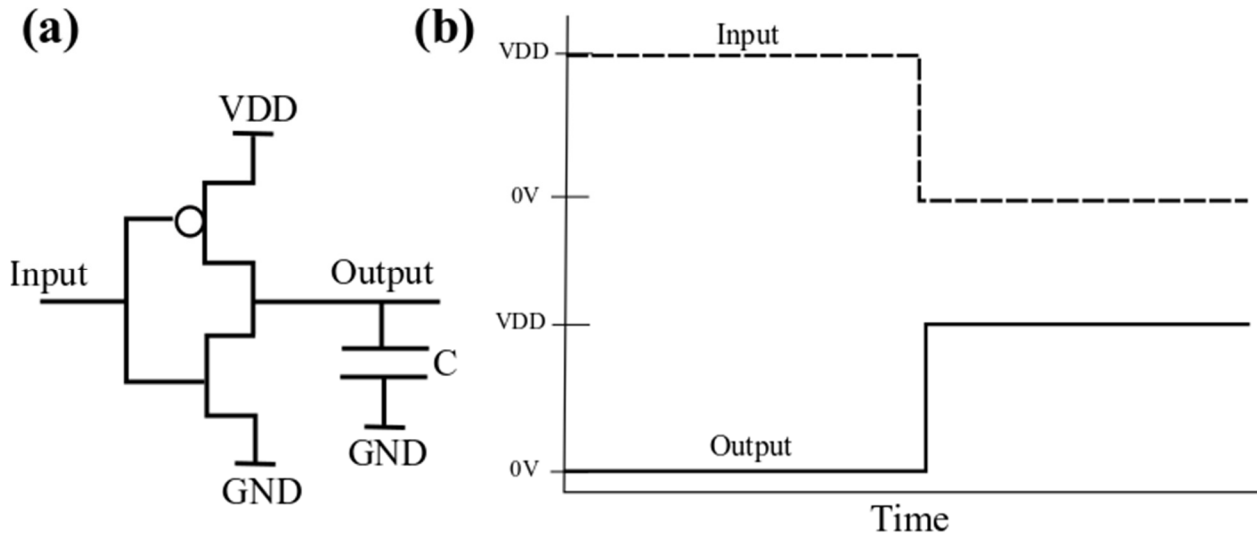 (a)
VDD
Input
Output
C
GND
GND
(b)
VDD
Input
0V
VDD
Output
0V
Time